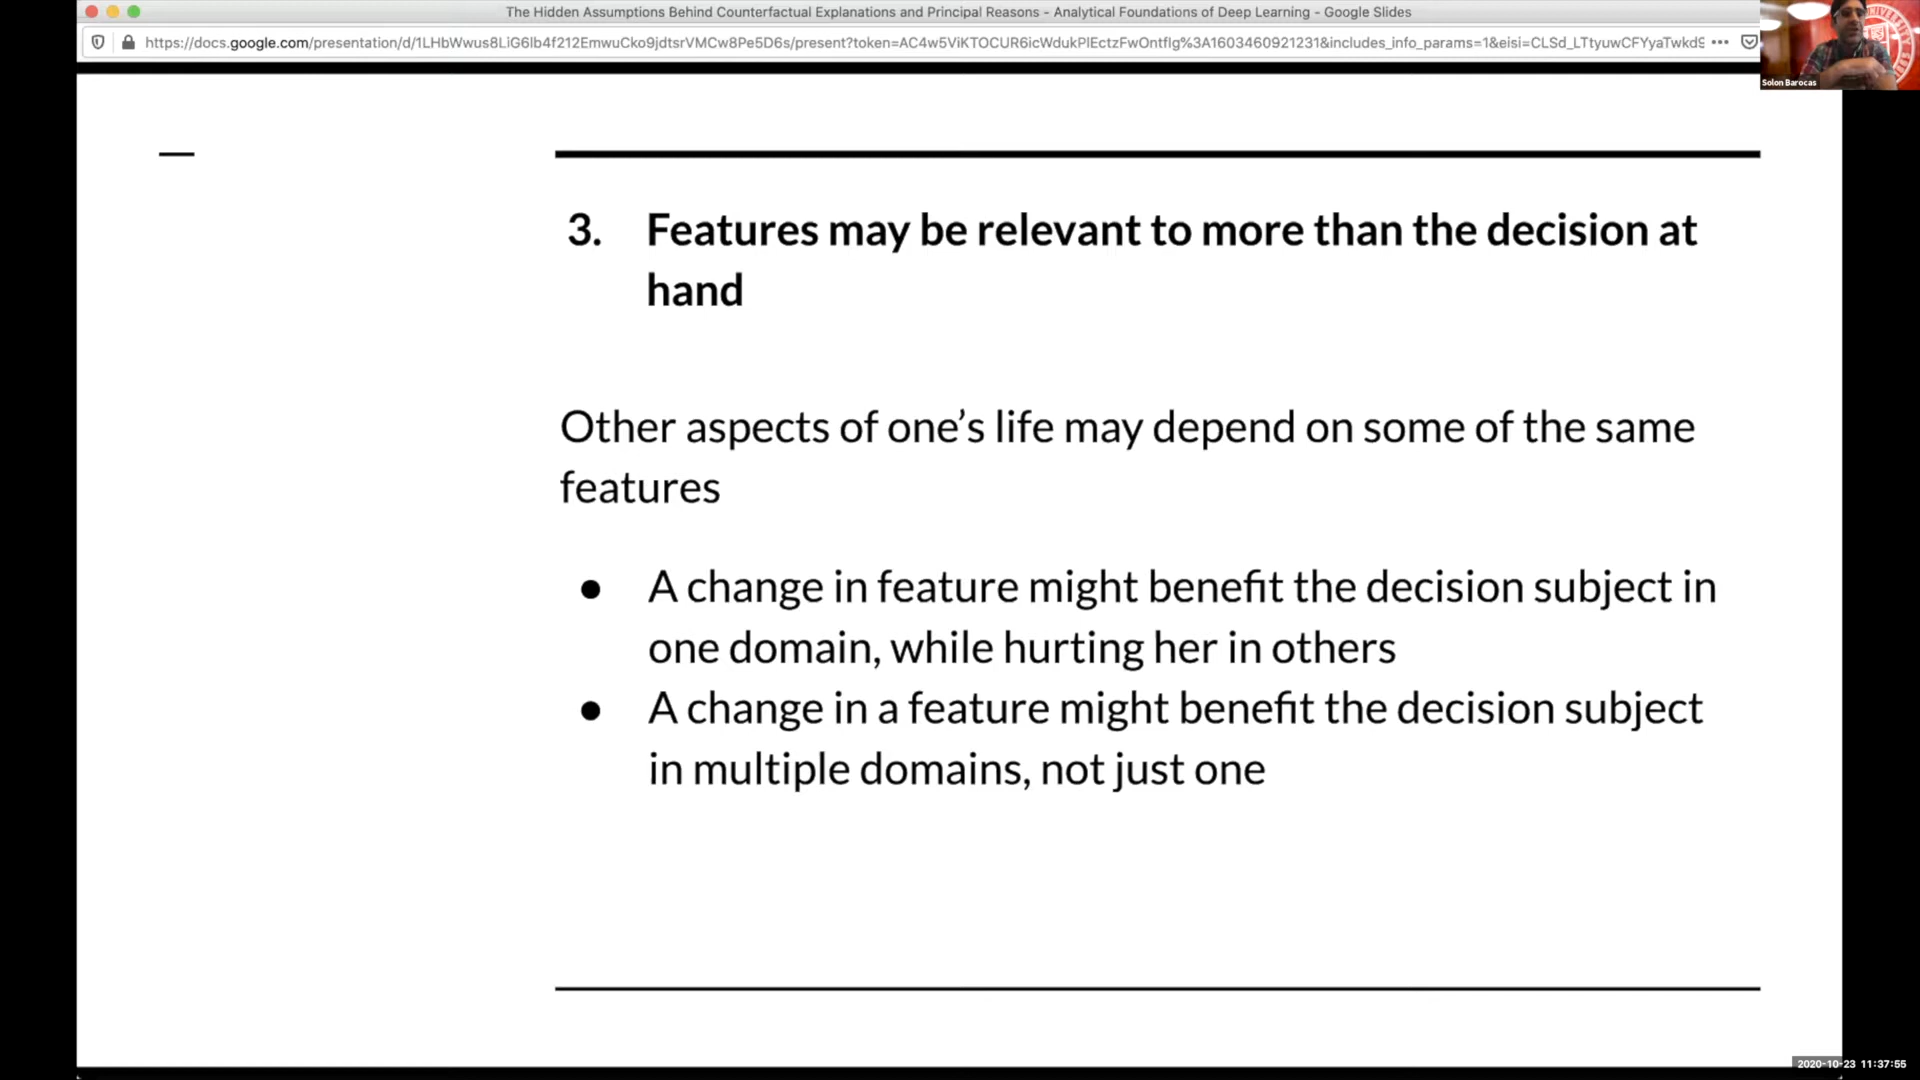 The Hidden Assumptions Behind Counterfactual Explanations and Principal Reasons - Analytical Foundations of Deep Learning - Google Slides
https://docs.google.com/presentation/d/1LHbWwus8LiG6lb4f212EmwuCko9jdtsrVMCw8Pe5D6s/present?token=AC4w5ViKTOCUR6icWdukPlEctzFwOntfIg%3A1603460921231&includes_info_params=1&eisi=CLSd_LTtyuwCFYyaTwkdS
Solon Barocas
3. Features may be relevant to more than the decision at
hand
Other aspects of one’s life may depend on some of the same
features
● A change in feature might benefit the decision subject in
one domain, while hurting her in others
● A change in a feature might benefit the decision subject
in multiple domains, not just one
2020-10-23 11:37:55